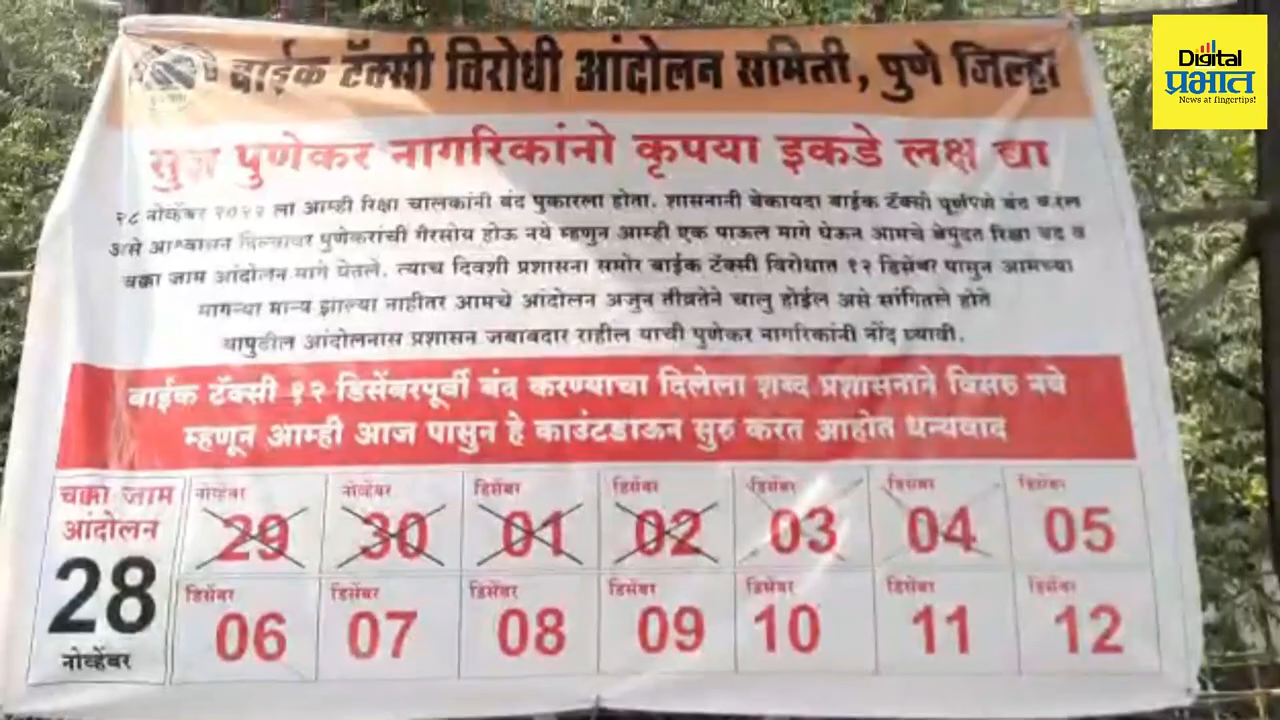 बाईक टॅक्सी विरोधी आंदोलन समिती, पुणे जिल्हा
Digital
प्रभात
News at fingertips!
सुज्ञ पुणेकर नागरिकांनो कृपया इकडे लक्ष द्या
२८ नोव्हेंबर २०२२ ला आम्ही रिक्षा चालकांनी बंद पुकारला होता. शासनानी बेकायदा बाईक टॅक्सी पूर्णपणे बंद करेल
असे आश्वासन दिल्यावर पुणेकरांची गैरसोय होऊ नये म्हणुन आम्ही एक पाऊल मागे घेऊन आमचे बेमुदत रिक्षा बंद व
चक्का जाम आंदोलन मागे घेतले. त्याच दिवशी प्रशासना समोर बाईक टॅक्सी विरोधात १२ डिसेंबर पासुन आमच्या
मागन्या मान्य झाल्या नाहीतर आमचे आंदोलन अजुन तीव्रतेने चालु होईल असे सांगितले होते
यापुढील आंदोलनास प्रशासन जबाबदार राहील याची पुणेकर नागरिकांनी नोंद घ्यावी.
बाईक टॅक्सी १२ डिसेंबरपूर्वी बंद करण्याचा दिलेला शब्द प्रशासनाने विसरु नये
म्हणून आम्ही आज पासुन हे काउंटडाऊन सुरु करत आहोत धन्यवाद
चक्का जाम
आंदोलन
28
नोव्हेंबर
नोव्हेंबर नोव्हेंबर डिसेंबर डिसेंबर डिसेंबर डिसेंबर डिसेंबर
29 30 01 02 03 04 05
डिसेंबर डिसेंबर डिसेंबर डिसेंबर डिसेंबर डिसेंबर डिसेंबर
06 07 08 09 10 11 12